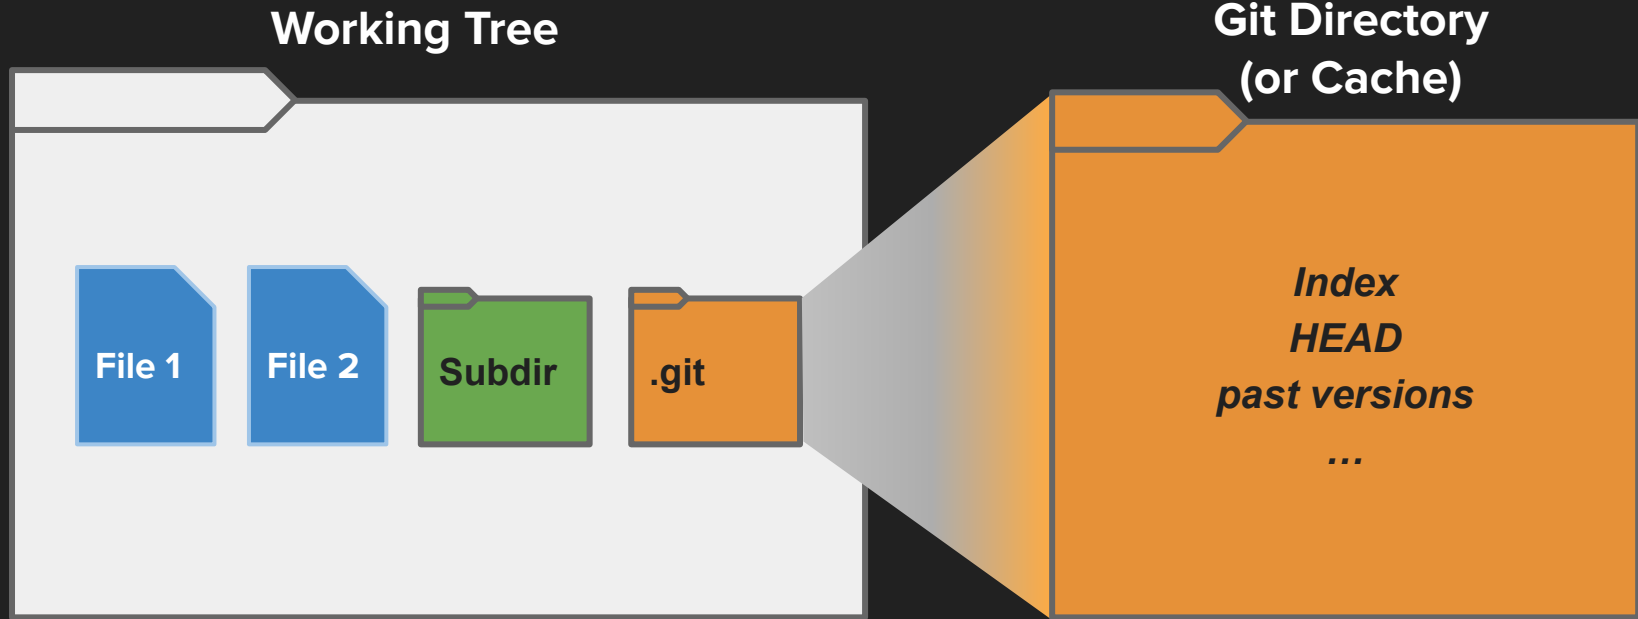 Working Tree
Git Directory
(or Cache)
File 1
File 2
Subdir
.git
Index
HEAD
past versions
…